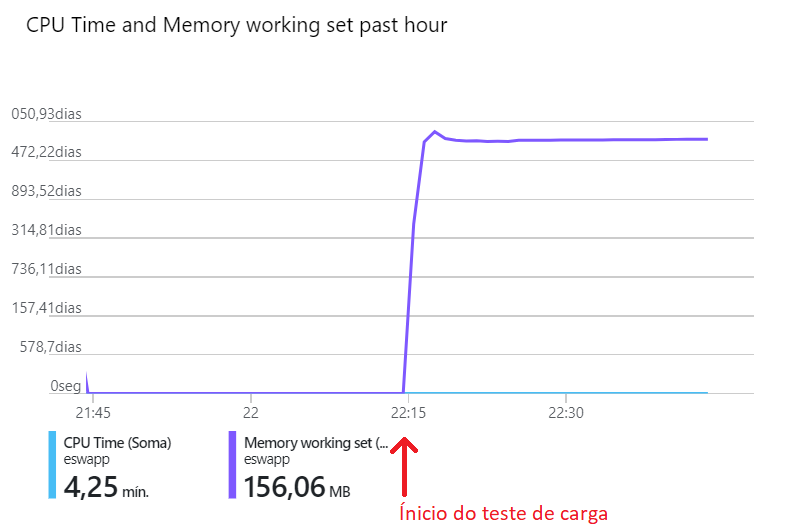 CPU Time and Memory working set past hour
050,93dias
472,22dias
893,52dias
314,81dias
736,11dias
157,41dias
578,7dias
0seg
21:45 22 22:15 22:30
CPU Time (Soma) Memory working set (...
eswapp eswapp
4,25 mín. 156,06 MB
Ínicio do teste de carga